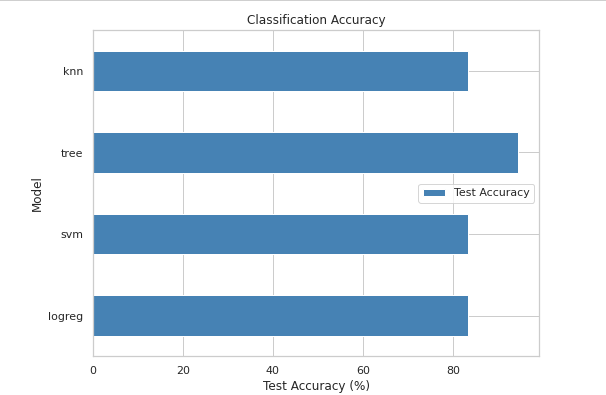 Classification Accuracy
knn
tree
svm
logreg
Model
Test Accuracy
0 20 40 60 80
Test Accuracy (%)